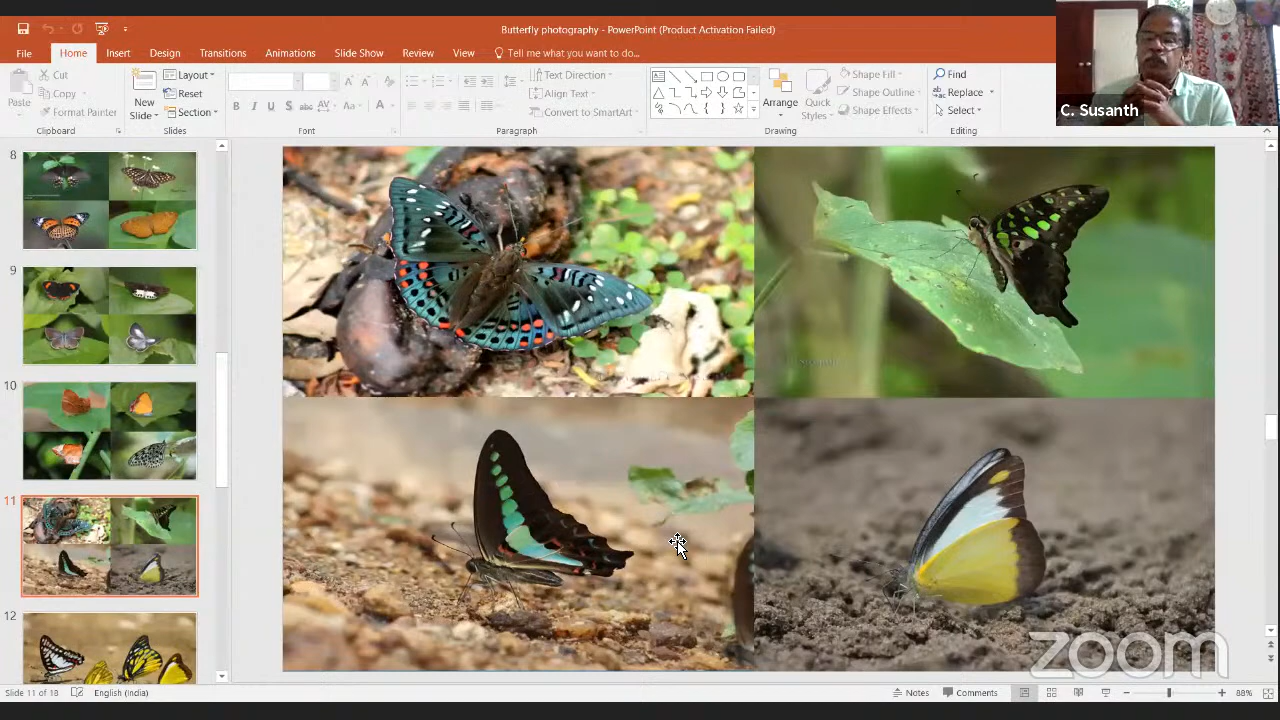 Butterfly photography - PowerPoint (Product Activation Failed)
File Home Insert Design Transitions Animations Slide Show Review View Tell me what you want to do...
Paste
Cut
Copy
Format Painter
Clipboard
New Slide
Layout
Reset
Section
Slides
B I U S abc AV Aa A
Font
Text Direction
Align Text
Convert to SmartArt
Paragraph
Arrange
Quick Styles
Shape Fill
Shape Outline
Shape Effects
Drawing
Find
Replace
Select
Editing
C. Susanth
8
9
10
11
12
zoom
Slide 11 of 18 English (India) Notes Comments 88%